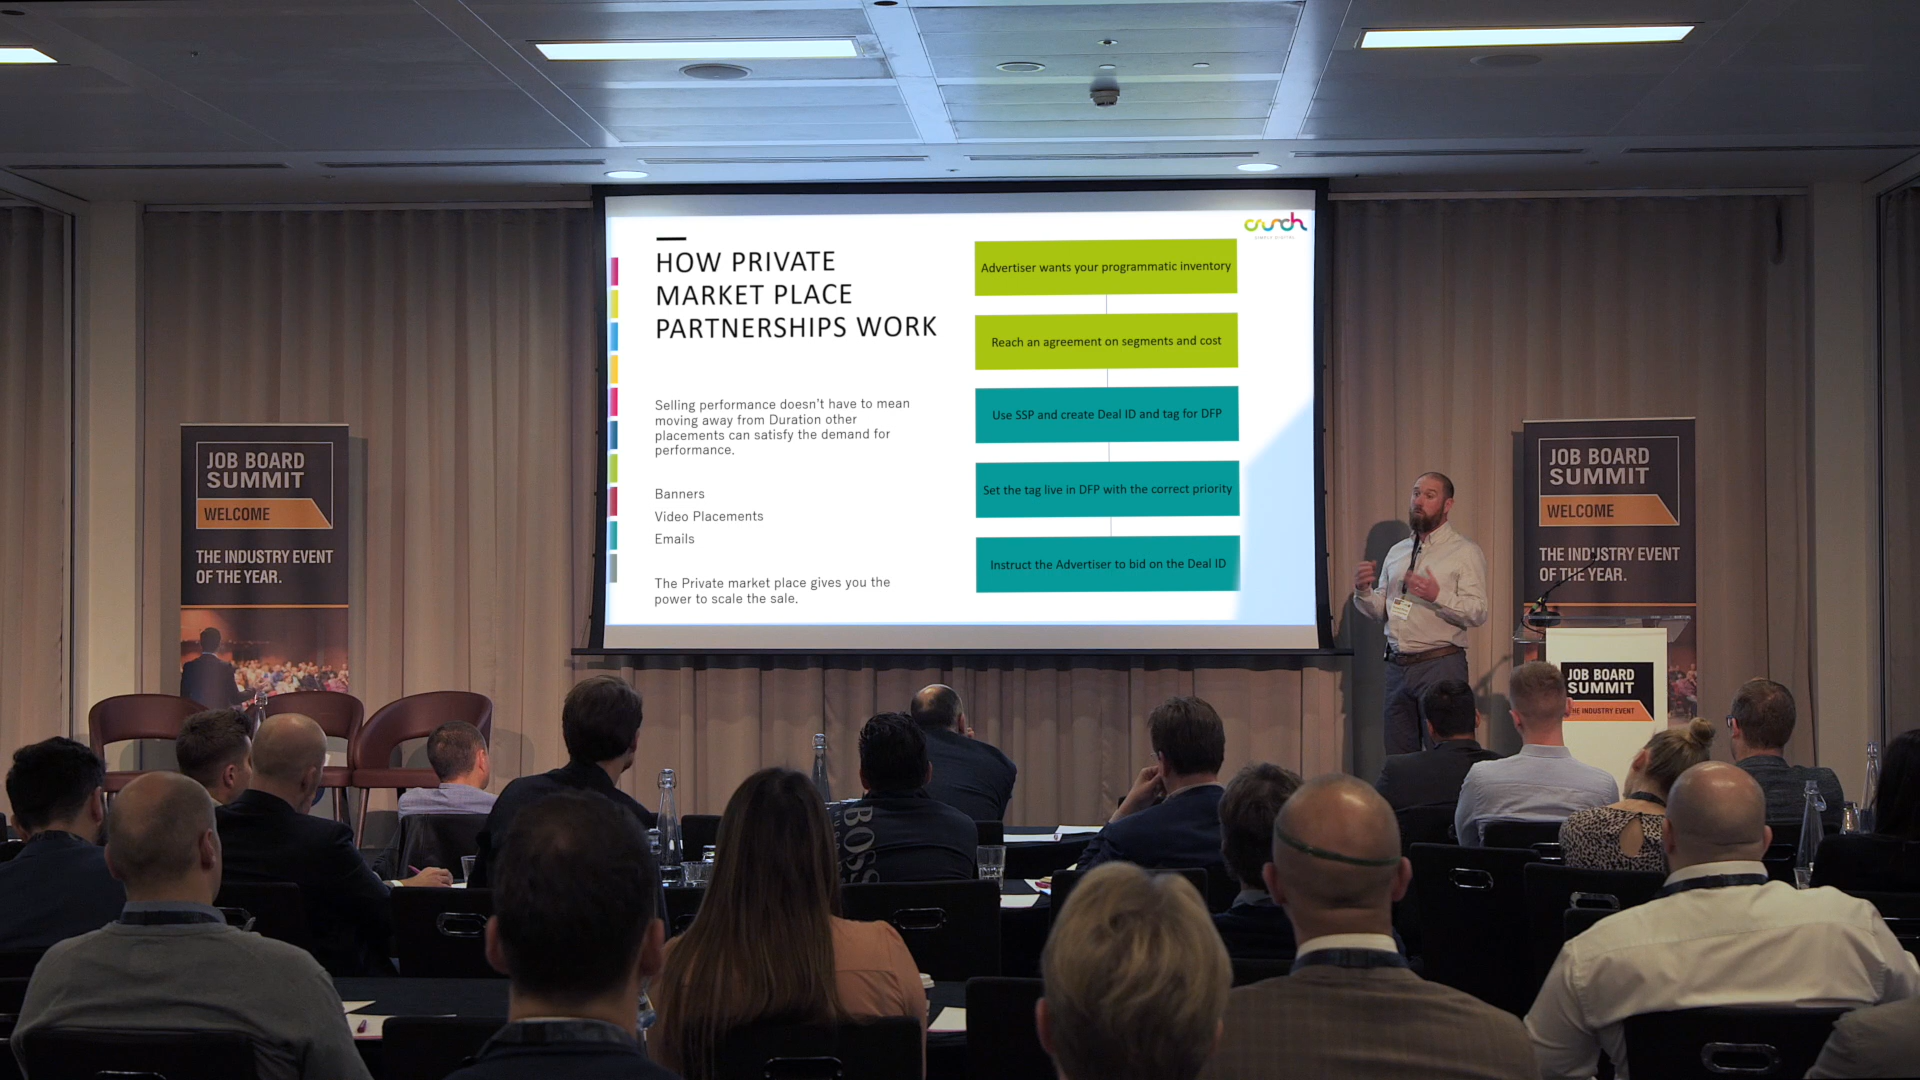 crunch
SIMPLY DIGITAL
HOW PRIVATE
MARKET PLACE
PARTNERSHIPS WORK
Selling performance doesn't have to mean
moving away from Duration other
placements can satisfy the demand for
performance.
Banners
Video Placements
Emails
The Private market place gives you the
power to scale the sale.
Advertiser wants your programmatic inventory
Reach an agreement on segments and cost
Use SSP and create Deal ID and tag for DFP
Set the tag live in DFP with the correct priority
Instruct the Advertiser to bid on the Deal ID
JOB BOARD
SUMMIT
WELCOME
THE INDUSTRY EVENT
OF THE YEAR.
JOB BOARD
SUMMIT
WELCOME
THE INDUSTRY EVENT
OF THE YEAR.
JOB BOARD
SUMMIT
THE INDUSTRY EVENT
BOSS